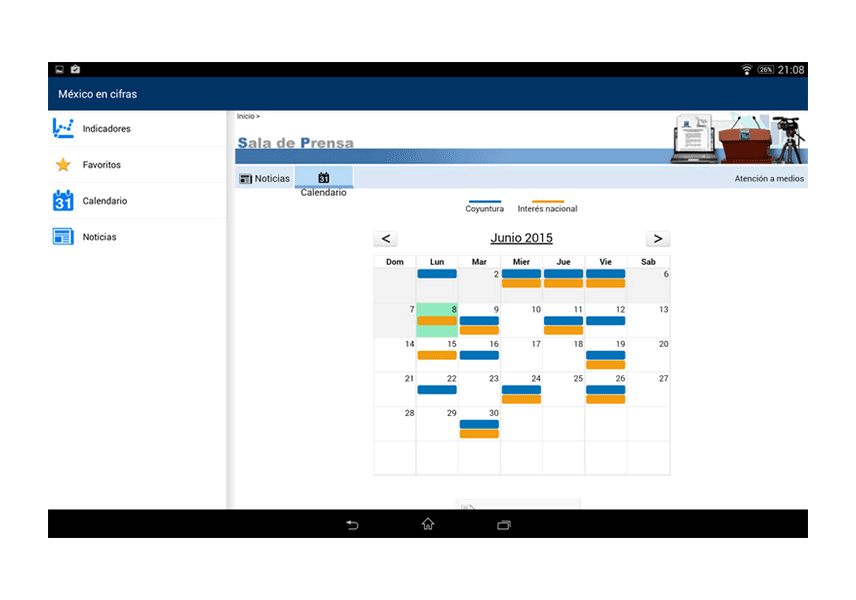 26% 21:08
México en cifras
Indicadores
Favoritos
31 Calendario
Noticias
Inicio >
Sala de Prensa
Noticias
31
Calendario
Atención a medios
Coyuntura Interés nacional
< Junio 2015 >
Dom Lun Mar Mier Jue Vie Sab
2 6
7 8 9 10 11 12 13
14 15 16 17 18 19 20
21 22 23 24 25 26 27
28 29 30